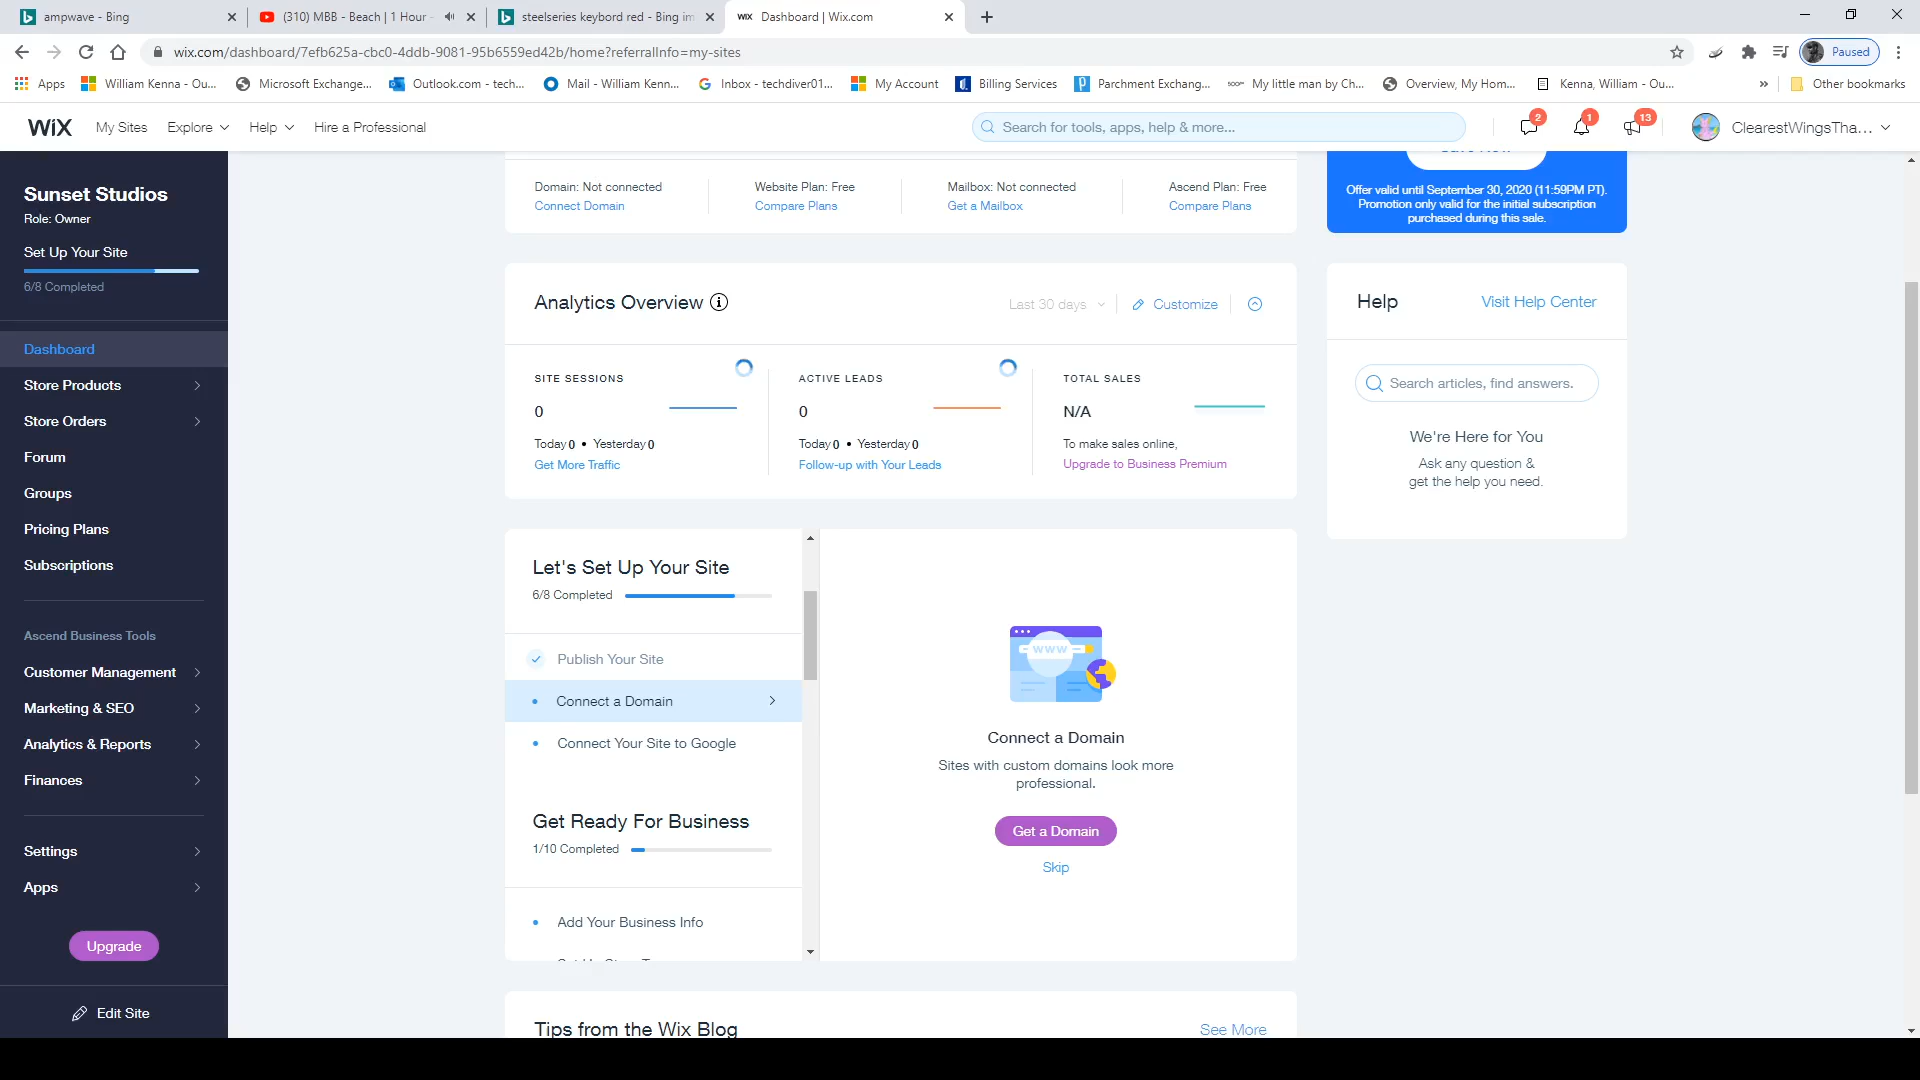 ampwave - Bing
(310) MBB - Beach | 1 Hour
steelseries keybord red - Bing im
WiX Dashboard | Wix.com
wix.com/dashboard/7efb625a-cbc0-4ddb-9081-95b6559ed42b/home?referralInfo=my-sites
Paused
Apps
William Kenna - Ou...
Microsoft Exchange...
Outlook.com - tech...
Mail - William Kenn...
Inbox - techdiver01...
My Account
Billing Services
Parchment Exchang...
My little man by Ch...
Overview, My Hom...
Kenna, William - Ou...
»
Other bookmarks
WiX
My Sites
Explore
Help
Hire a Professional
Search for tools, apps, help & more...
2
1
13
ClearestWingsTha...
Sunset Studios
Role: Owner
Set Up Your Site
6/8 Completed
Dashboard
Store Products
Store Orders
Forum
Groups
Pricing Plans
Subscriptions
Ascend Business Tools
Customer Management
Marketing & SEO
Analytics & Reports
Finances
Settings
Apps
Upgrade
Edit Site
Domain: Not connected
Connect Domain
Website Plan: Free
Compare Plans
Mailbox: Not connected
Get a Mailbox
Ascend Plan: Free
Compare Plans
Offer valid until September 30, 2020 (11:59PM PT).
Promotion only valid for the initial subscription
purchased during this sale.
Analytics Overview
Last 30 days
Customize
SITE SESSIONS
0
Today 0 • Yesterday 0
Get More Traffic
ACTIVE LEADS
0
Today 0 • Yesterday 0
Follow-up with Your Leads
TOTAL SALES
N/A
To make sales online,
Upgrade to Business Premium
Help
Visit Help Center
Search articles, find answers.
We're Here for You
Ask any question &
get the help you need.
Let's Set Up Your Site
6/8 Completed
Publish Your Site
Connect a Domain
Connect Your Site to Google
Get Ready For Business
1/10 Completed
Add Your Business Info
www
Connect a Domain
Sites with custom domains look more
professional.
Get a Domain
Skip
Tips from the Wix Blog
See More